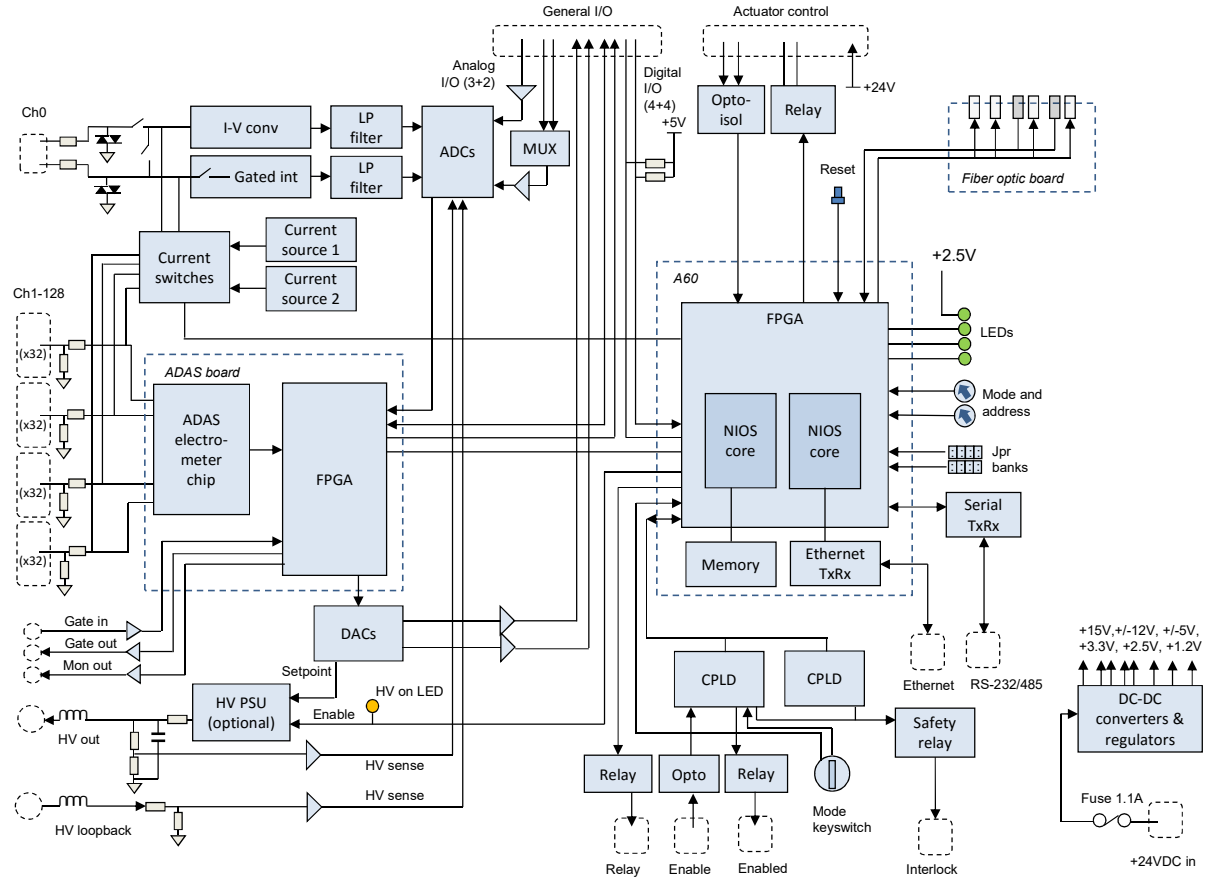 General I/O
Actuator control
Analog
I/O (3+2)
Digital
I/O
(4+4)
+5V
+24V
Ch0
I-V conv
LP
filter
ADCs
MUX
Opto-
isol
Relay
Gated int
LP
filter
Reset
Fiber optic board
Current
switches
Current
source 1
Current
source 2
+2.5V
A60
FPGA
LEDs
Ch1-128
(x32)
(x32)
(x32)
(x32)
ADAS board
ADAS
electro-
meter
chip
FPGA
NIOS
core
NIOS
core
Mode and
address
Jpr
banks
Serial
TxRx
Memory
Ethernet
TxRx
Gate in
Gate out
Mon out
DACs
Setpoint
HV PSU
(optional)
HV on LED
Enable
HV out
HV sense
HV sense
HV loopback
CPLD
CPLD
Ethernet
RS-232/485
+15V,+/-12V, +/-5V,
+3.3V, +2.5V, +1.2V
DC-DC
converters &
regulators
Safety
relay
Relay
Opto
Relay
Mode
keyswitch
Fuse 1.1A
Relay
Enable
Enabled
Interlock
+24VDC in